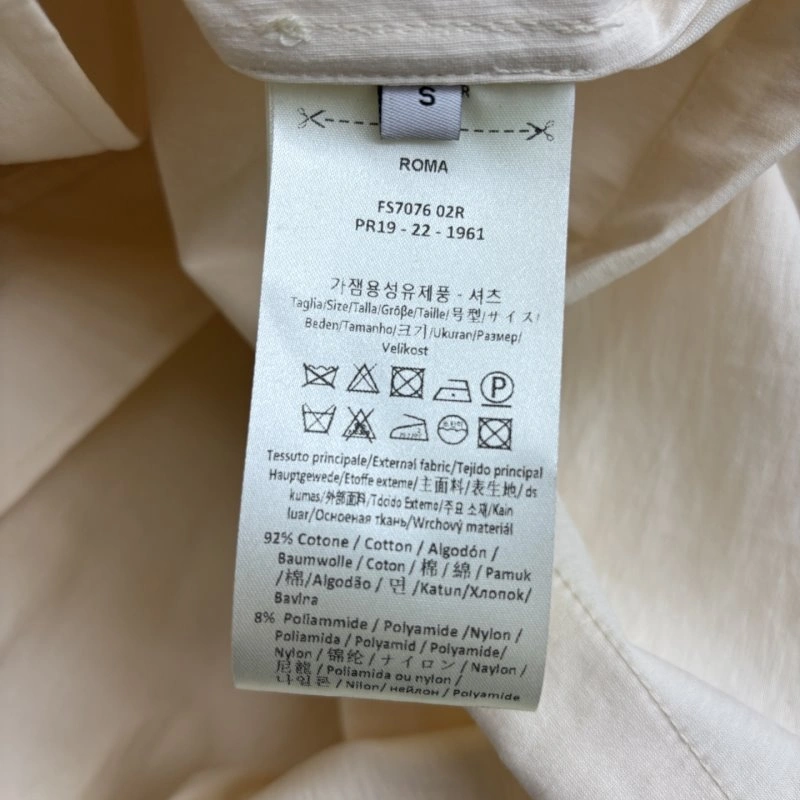 S
R
ROMA
FS7076 02R
PR19 - 22 - 1961
가잼용성유제품 - 셔츠
Taglia/Size/Talla/Größe/Taille/号型/サイズ/
Beden/Tamanho/크기/Ukuran/Размер/
Velikost
P
Tessuto principale/External fabric/Tejido principal
Hauptgewede/Etoffe exteme/主面料/表生地/ds
kumas/外部面料/Tdcido Extemo/주요 소재/Kain
luar/Осноеная ткань/Wrchový materiál
92% Cotone / Cotton / Algodón /
Baumwolle / Coton / 棉 / 綿 / Pamuk
/棉/Algodão / 면 /Katun/Хлопок/
Bavlna
8% Poliammide / Polyamide /Nylon /
Poliamida / Polyamid / Polyamide/
Nylon / 锦纶 / ナイロン / Naylon /
尼龍 / Poliamida ou nylon /
나일론 / Nilon/ нейлон / Polyamide